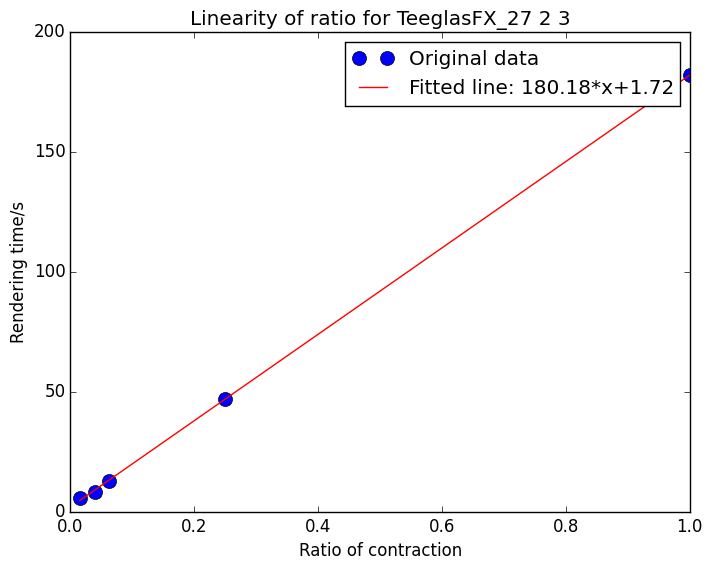 Linearity of ratio for TeeglasFX_27 2 3
200
150
100
50
0
Rendering time/s
Original data
Fitted line: 180.18*x+1.72
0.0 0.2 0.4 0.6 0.8 1.0
Ratio of contraction